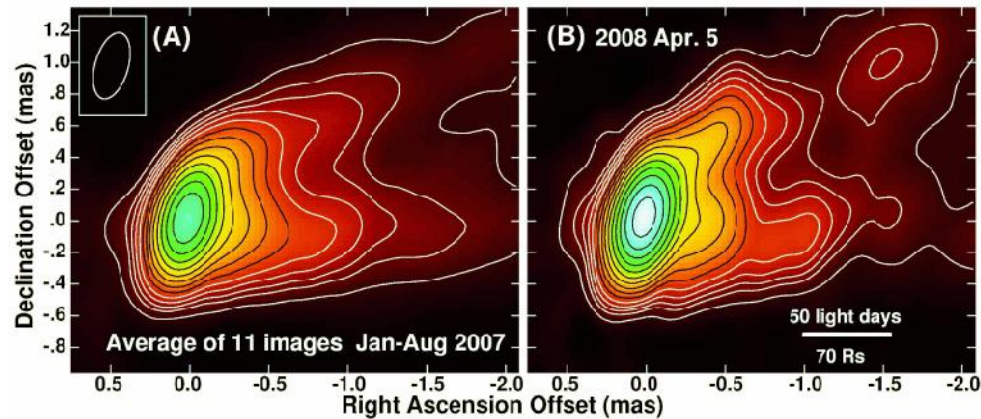 (A)
(B) 2008 Apr. 5
1.2
1.0
.8
.6
.4
.2
.0
-.2
-.4
-.6
-.8
Declination Offset (mas)
Average of 11 images Jan-Aug 2007
50 light days
70 Rs
0.5 0.0 -0.5 -1.0 -1.5 -2.0
0.5 0.0 -0.5 -1.0 -1.5 -2.0
Right Ascension Offset (mas)